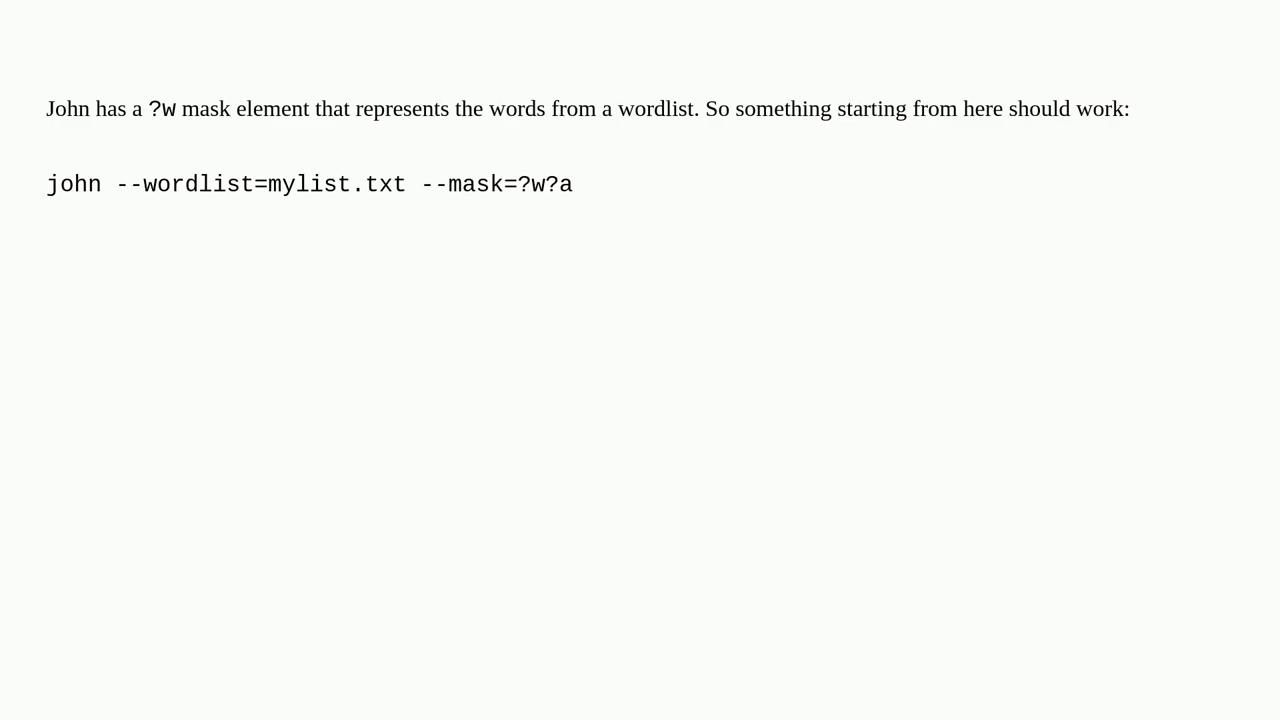 John has a ?w mask element that represents the words from a wordlist. So something starting from here should work:
john --wordlist=mylist.txt --mask=?w?a